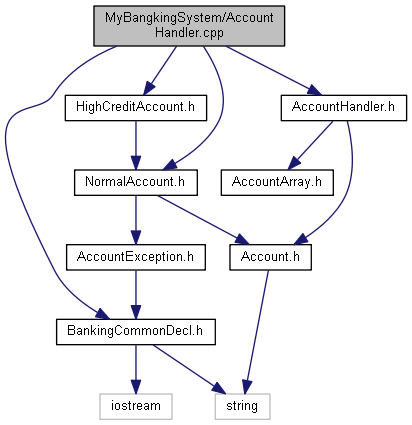 MyBangkingSystem/Account
Handler.cpp
HighCreditAccount.h
AccountHandler.h
NormalAccount.h
AccountArray.h
AccountException.h
Account.h
BankingCommonDecl.h
iostream
string